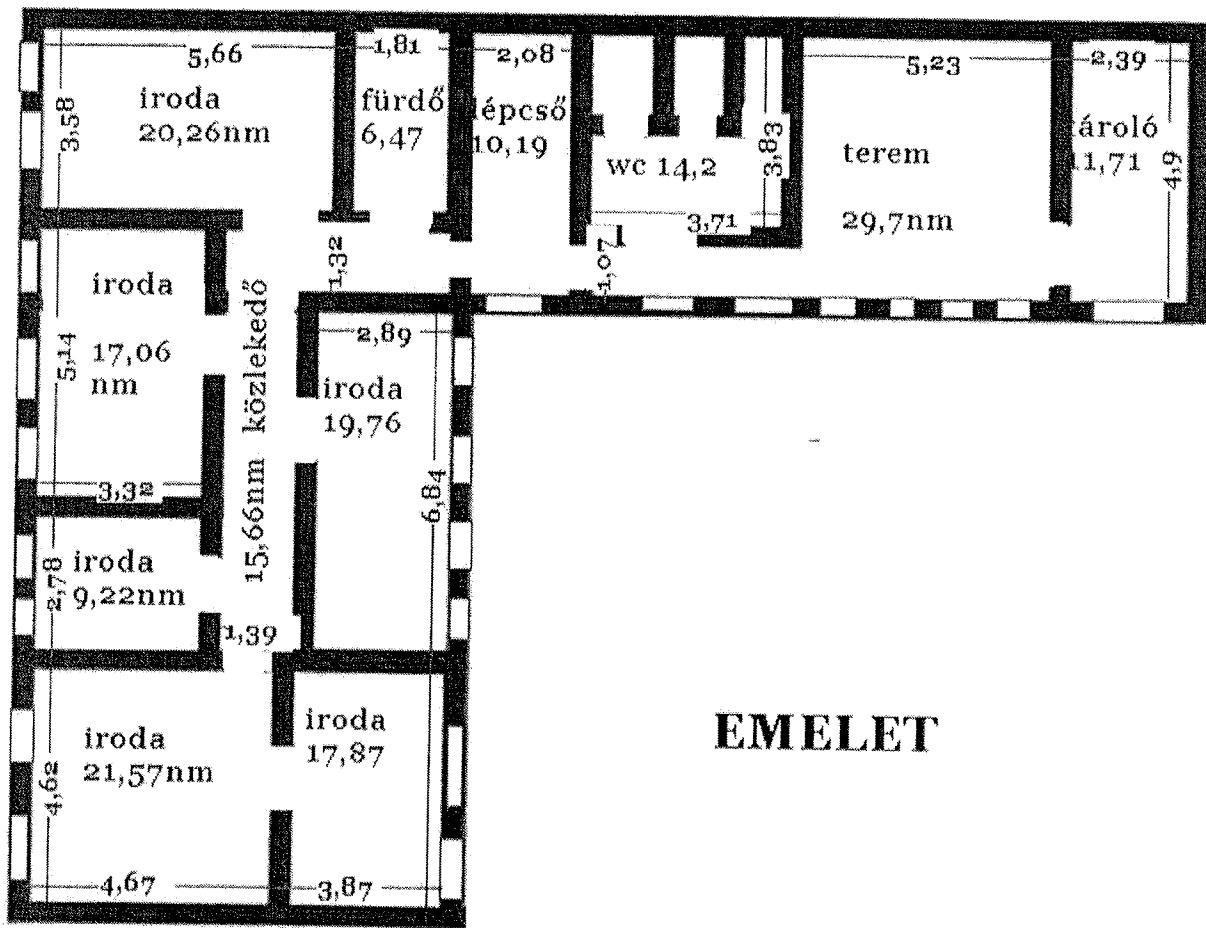 5,66
1,81
2,08
5,23
2,39
3,58
iroda
20,26nm
fürdő
6,47
lépcső
10,19
wc 14,2
3,83
3,71
terem
29,7nm
tároló
11,71
4,9
1,32
1,07
iroda
17,06
nm
5,14
3,32
15,66nm közlekedő
2,89
iroda
19,76
6,84
iroda
9,22nm
2,78
1,39
iroda
21,57nm
4,62
4,67
iroda
17,87
3,87
EMELET